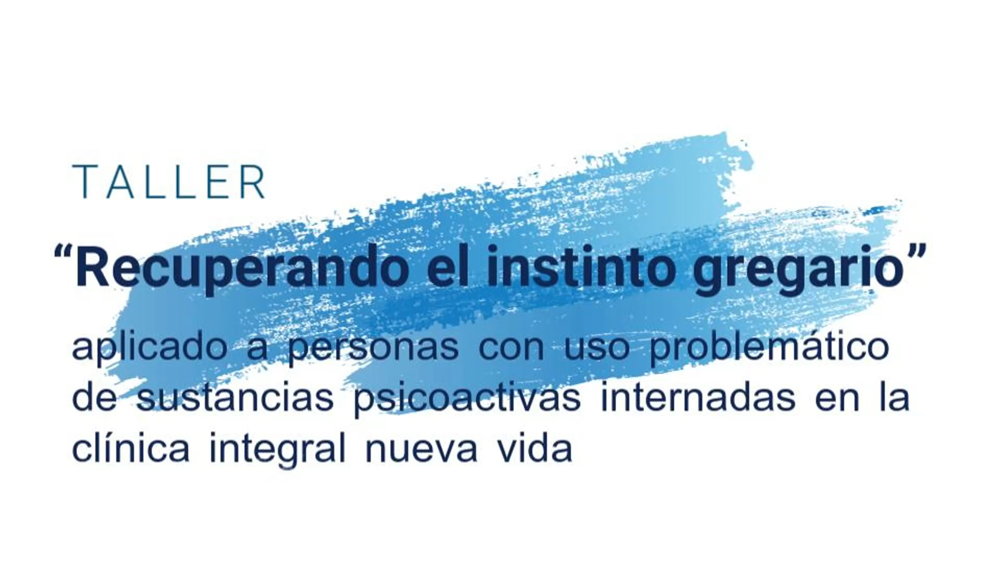 TALLER
“Recuperando el instinto gregario”
aplicado a personas con uso problemático
de sustancias psicoactivas internadas en la
clínica integral nueva vida